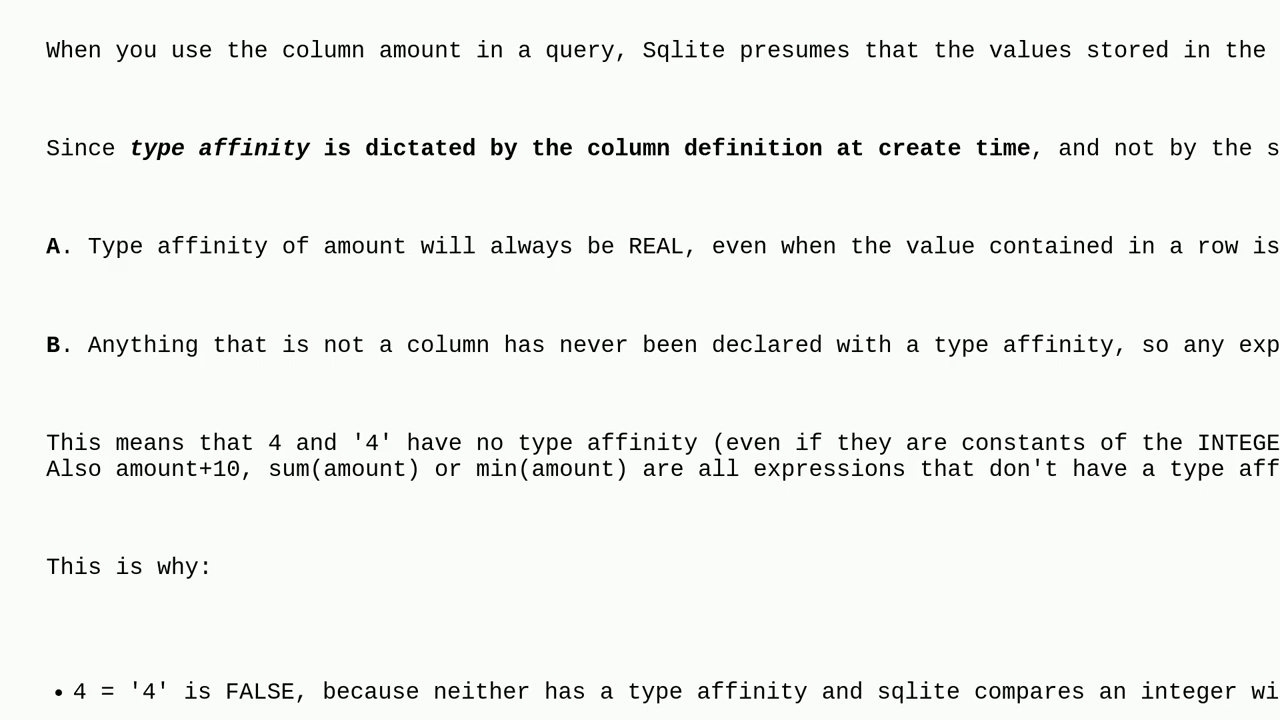 When you use the column amount in a query, Sqlite presumes that the values stored in the
Since type affinity is dictated by the column definition at create time, and not by the s
A. Type affinity of amount will always be REAL, even when the value contained in a row is
B. Anything that is not a column has never been declared with a type affinity, so any exp
This means that 4 and '4' have no type affinity (even if they are constants of the INTEGE
Also amount+10, sum(amount) or min(amount) are all expressions that don't have a type aff
This is why:
• 4 = '4' is FALSE, because neither has a type affinity and sqlite compares an integer wi